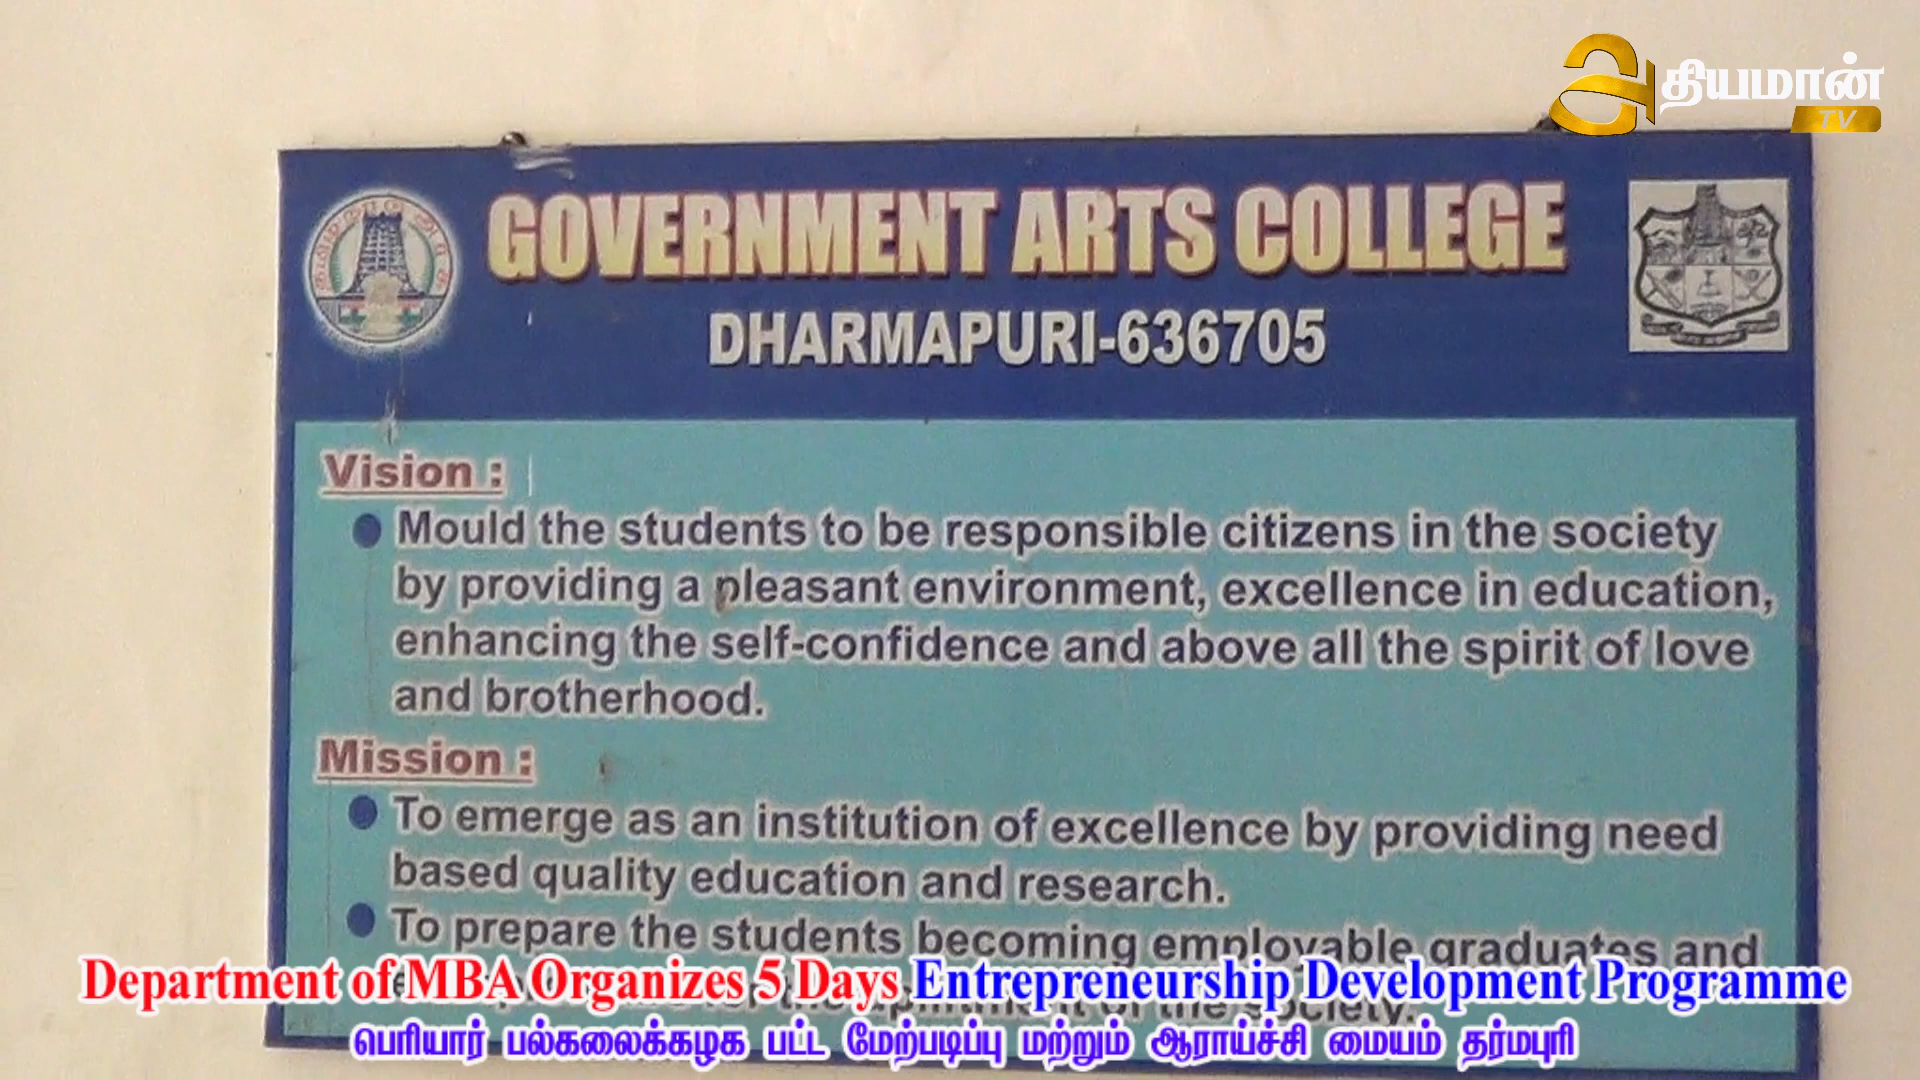 அதியமான்
TV
GOVERNMENT ARTS COLLEGE
DHARMAPURI-636705
Vision :
Mould the students to be responsible citizens in the society
by providing a pleasant environment, excellence in education,
enhancing the self-confidence and above all the spirit of love
and brotherhood.
Mission :
To emerge as an institution of excellence by providing need
based quality education and research.
To prepare the students becoming employable graduates and
of the society.
Department of MBA Organizes 5 Days Entrepreneurship Development Programme
பெரியார் பல்கலைக்கழக பட்ட மேற்படிப்பு மற்றும் ஆராய்ச்சி மையம் தர்மபுரி